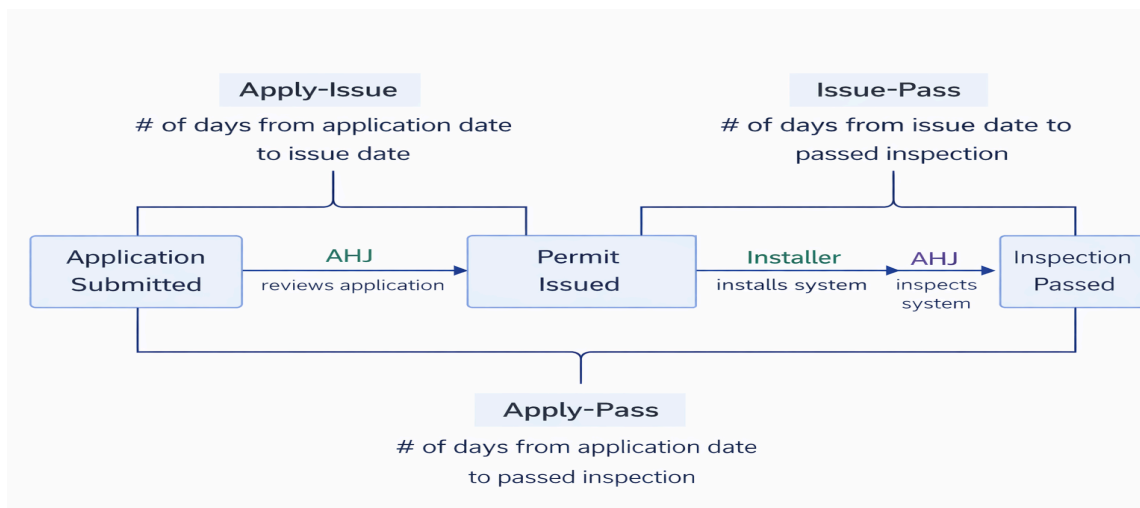 Apply-Issue
# of days from application date
to issue date
Issue-Pass
# of days from issue date to
passed inspection
Application
Submitted
AHJ
reviews application
Permit
Issued
Installer
installs system
AHJ
inspects
system
Inspection
Passed
Apply-Pass
# of days from application date
to passed inspection